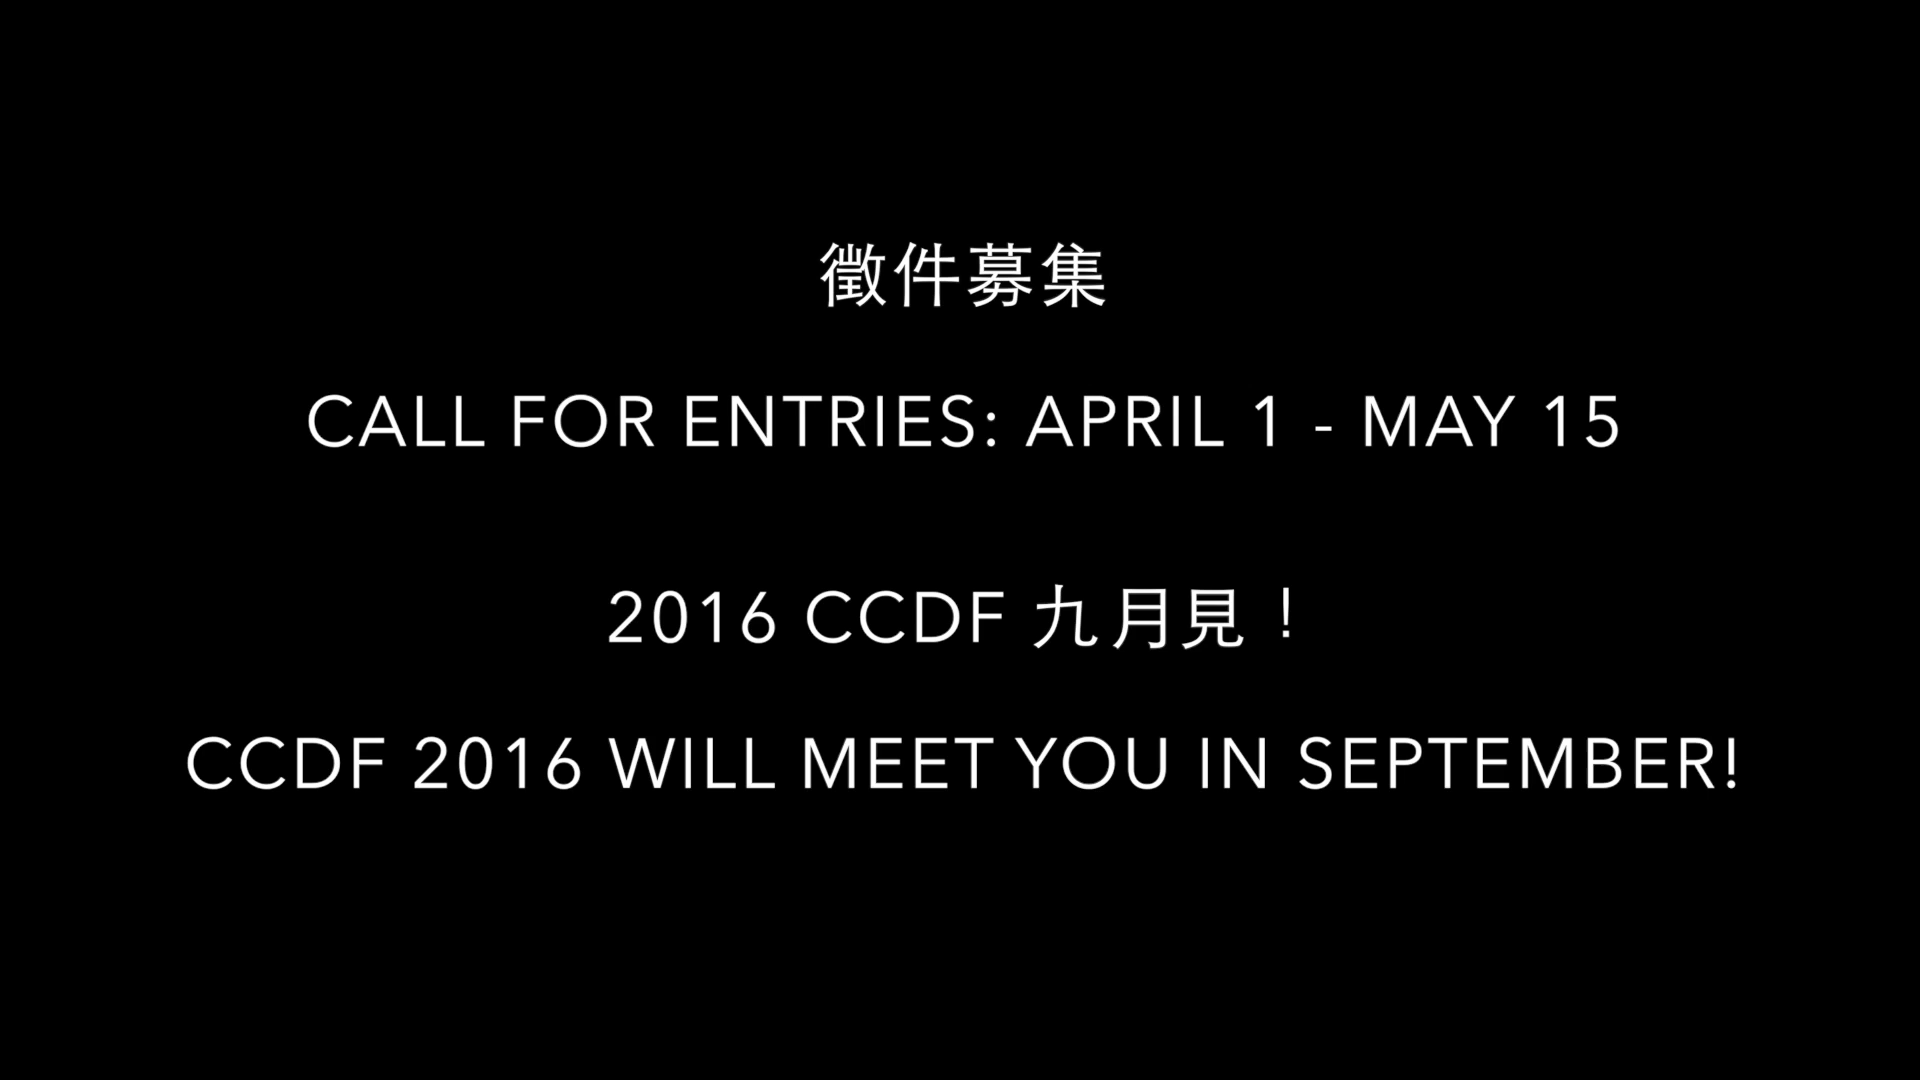 徵件募集
CALL FOR ENTRIES: APRIL 1 - MAY 15
2016 CCDF 九月見！
CCDF 2016 WILL MEET YOU IN SEPTEMBER!